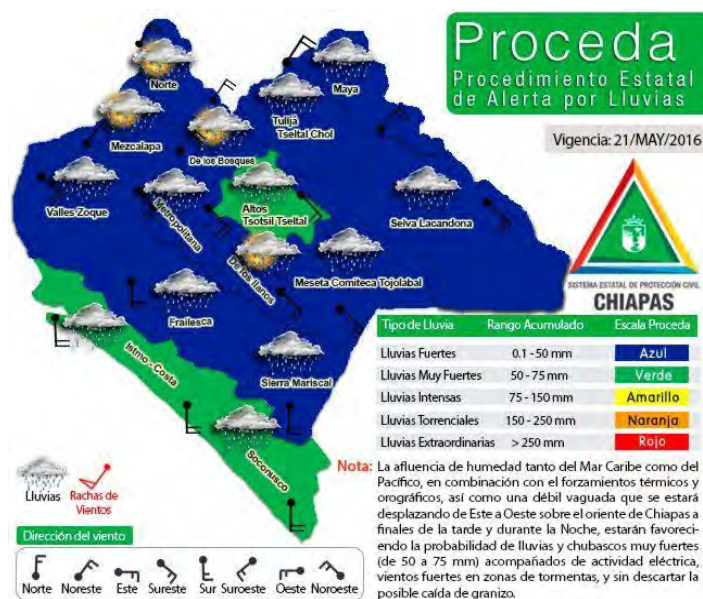 Proceda
Procedimiento Estatal
de Alerta por Lluvias
Vigencia: 21/MAY/2016
Norte
Maya
Tulijá
Tseltal Chol
Mezcalapa
De los Bosques
Valles Zoque
Metropolitana
Altos
Tsotsil Tseltal
Selva Lacandona
De los llanos
Meseta Comiteca Tojolabal
Frailesca
Istmo - Costa
Sierra Mariscal
Soconusco
SISTEMA ESTATAL DE PROTECCIÓN CIVIL
CHIAPAS
Tipo de Lluvia Rango Acumulado Escala Proceda
Lluvias Fuertes 0.1 - 50 mm Azul
Lluvias Muy Fuertes 50 - 75 mm Verde
Lluvias Intensas 75 - 150 mm Amarillo
Lluvias Torrenciales 150 - 250 mm Naranja
Lluvias Extraordinarias > 250 mm Rojo
Nota: La afluencia de humedad tanto del Mar Caribe como del
Pacífico, en combinación con el forzamientos térmicos y
orográficos, así como una débil vaguada que se estará
desplazando de Este a Oeste sobre el oriente de Chiapas a
finales de la tarde y durante la Noche, estarán favoreci-
endo la probabilidad de lluvias y chubascos muy fuertes
(de 50 a 75 mm) acompañados de actividad eléctrica,
vientos fuertes en zonas de tormentas, y sin descartar la
posible caída de granizo.
Lluvias
Rachas de
Vientos
Dirección del viento
Norte Noreste Este Sureste Sur Suroeste Oeste Noroeste